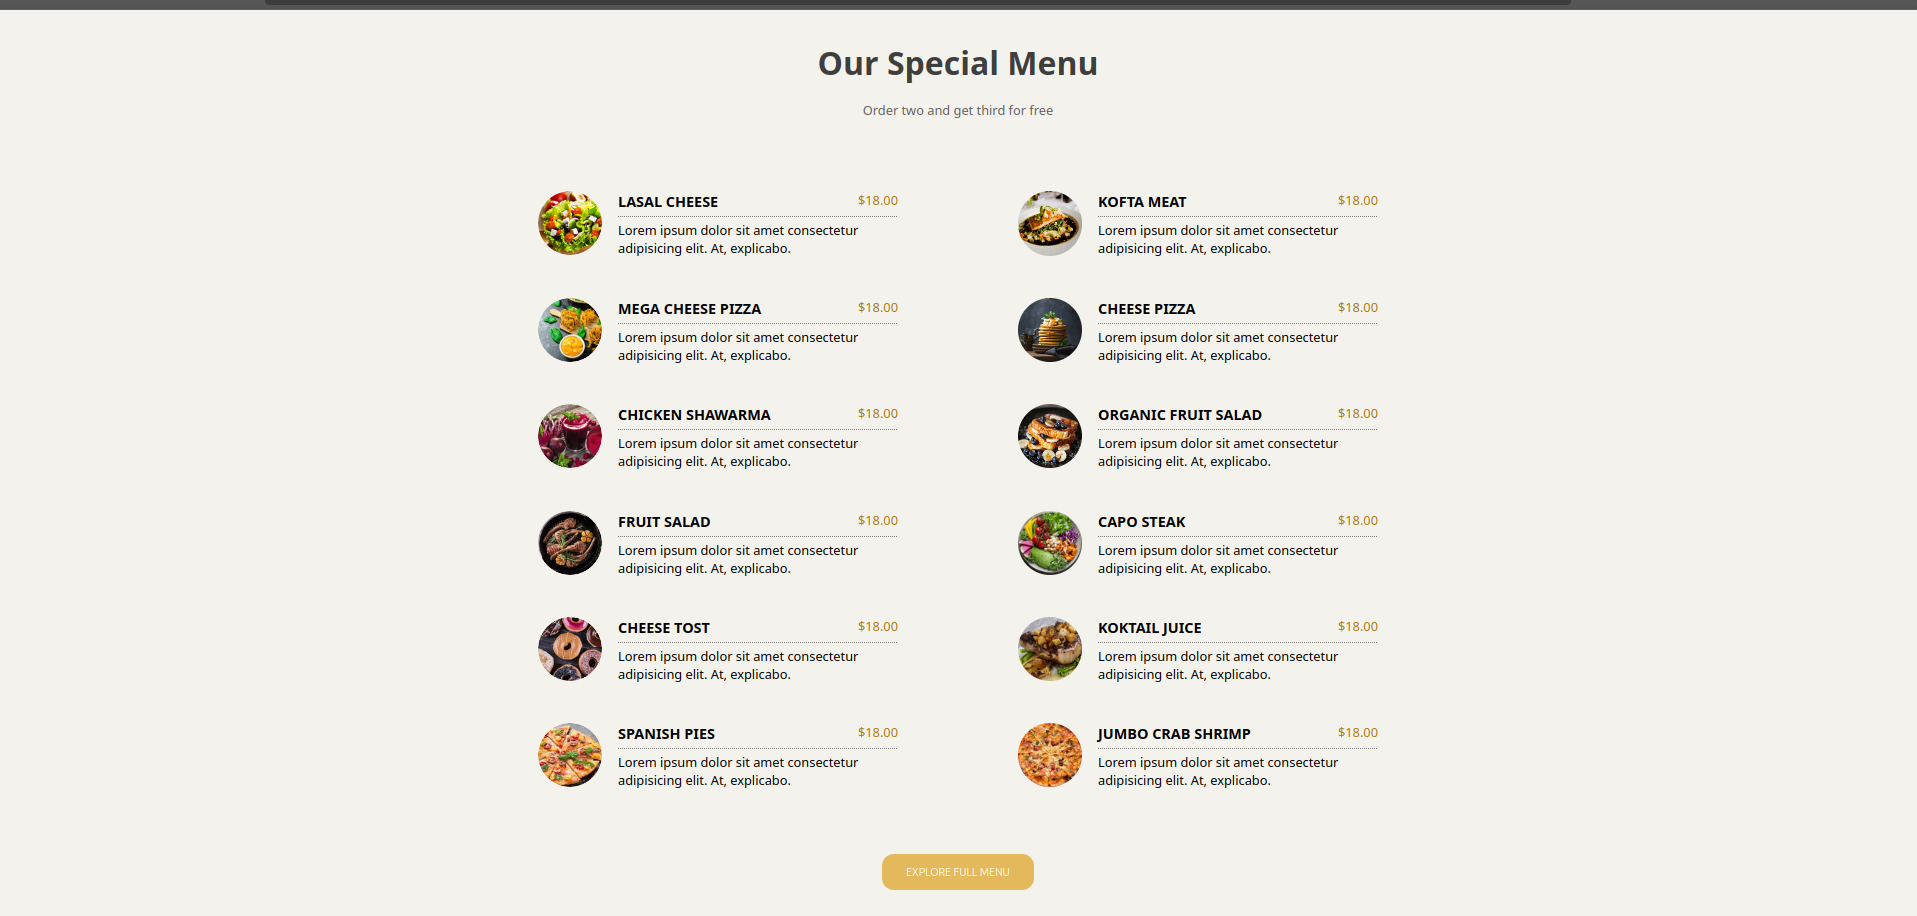 Our Special Menu
Order two and get third for free
LASAL CHEESE $18.00
Lorem ipsum dolor sit amet consectetur
adipisicing elit. At, explicabo.
KOFTA MEAT $18.00
Lorem ipsum dolor sit amet consectetur
adipisicing elit. At, explicabo.
MEGA CHEESE PIZZA $18.00
Lorem ipsum dolor sit amet consectetur
adipisicing elit. At, explicabo.
CHEESE PIZZA $18.00
Lorem ipsum dolor sit amet consectetur
adipisicing elit. At, explicabo.
CHICKEN SHAWARMA $18.00
Lorem ipsum dolor sit amet consectetur
adipisicing elit. At, explicabo.
ORGANIC FRUIT SALAD $18.00
Lorem ipsum dolor sit amet consectetur
adipisicing elit. At, explicabo.
FRUIT SALAD $18.00
Lorem ipsum dolor sit amet consectetur
adipisicing elit. At, explicabo.
CAPO STEAK $18.00
Lorem ipsum dolor sit amet consectetur
adipisicing elit. At, explicabo.
CHEESE TOST $18.00
Lorem ipsum dolor sit amet consectetur
adipisicing elit. At, explicabo.
KOKTAIL JUICE $18.00
Lorem ipsum dolor sit amet consectetur
adipisicing elit. At, explicabo.
SPANISH PIES $18.00
Lorem ipsum dolor sit amet consectetur
adipisicing elit. At, explicabo.
JUMBO CRAB SHRIMP $18.00
Lorem ipsum dolor sit amet consectetur
adipisicing elit. At, explicabo.
EXPLORE FULL MENU